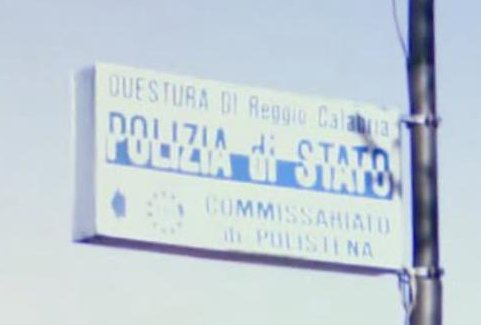 QUESTURA DI Reggio Calabria
POLIZIA di STATO
COMMISSARIATO
di POLISTENA